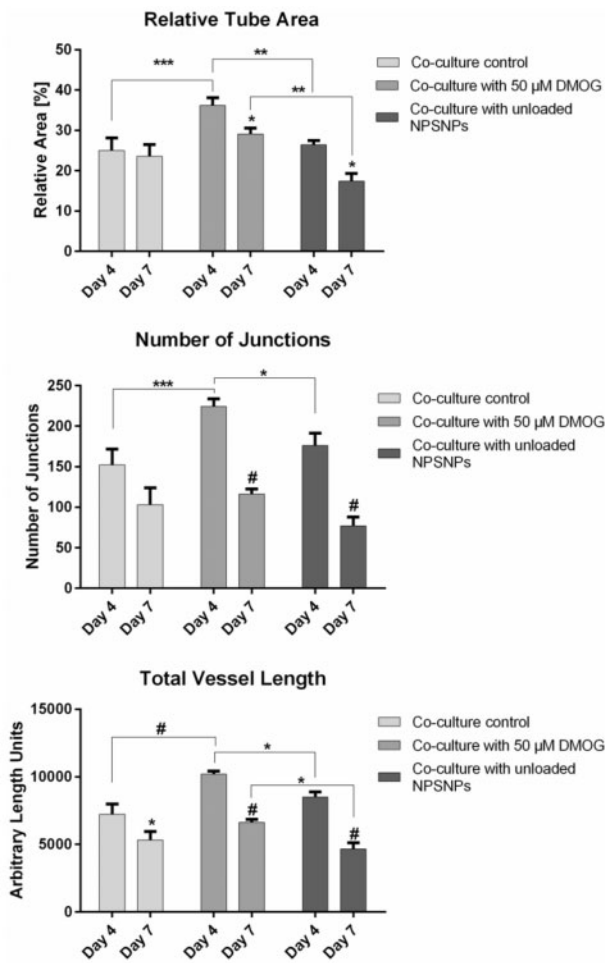 Relative Tube Area
Relative Area [%]
50
40
30
20
10
0
***
**
**
*
*
Day 4
Day 7
Day 4
Day 7
Day 4
Day 7
Co-culture control
Co-culture with 50 µM DMOG
Co-culture with unloaded
NPSNPs
Number of Junctions
Number of Junctions
250
200
150
100
50
0
***
*
#
#
Day 4
Day 7
Day 4
Day 7
Day 4
Day 7
Co-culture control
Co-culture with 50 µM DMOG
Co-culture with unloaded
NPSNPs
Total Vessel Length
Arbitrary Length Units
15000
10000
5000
0
#
*
*
*
#
#
Day 4
Day 7
Day 4
Day 7
Day 4
Day 7
Co-culture control
Co-culture with 50 µM DMOG
Co-culture with unloaded
NPSNPs